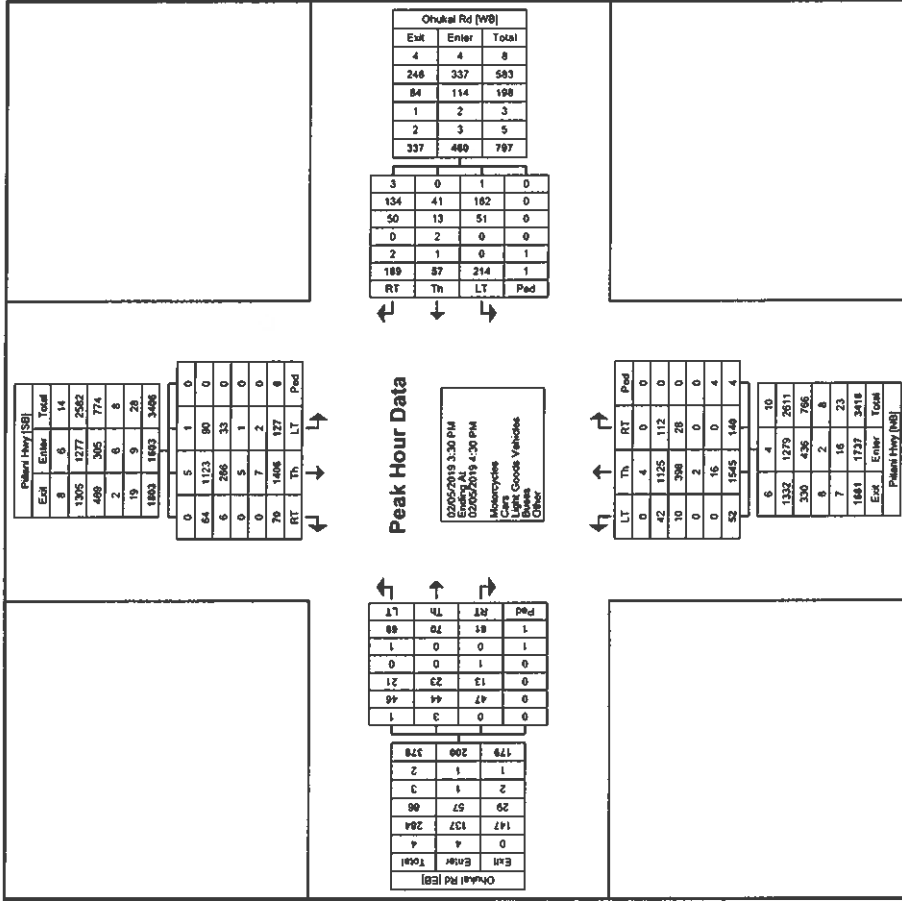 Ohukai Rd [WB]
Exit Enter Total
4 4 8
246 337 583
84 114 198
1 2 3
2 3 5
337 460 797
3 0 1 0
134 41 162 0
50 13 51 0
0 2 0 0
2 1 0 1
189 57 214 1
RT Th LT Ped
Piilani Hwy [SB]
Exit Enter Total
8 6 14
1305 1277 2582
469 305 774
2 6 8
19 9 28
1803 1603 3406
0 5 1 0
64 1123 90 0
6 266 33 0
0 5 1 0
0 7 2 0
70 1406 127 0
RT Th LT Ped
Peak Hour Data
02/05/2019 3:30 PM
Ending At
02/05/2019 4:30 PM
Motorcycles
Cars
Light Goods Vehicles
Buses
Other
LT Th RT Ped
0 4 0 0
42 1125 112 0
10 398 28 0
0 2 0 0
0 16 0 4
52 1545 140 4
6 4 10
1332 1279 2611
330 436 766
6 2 8
7 16 23
1681 1737 3418
Exit Enter Total
Piilani Hwy [NB]
Ohukai Rd [EB]
Exit Enter Total
0 4 4
147 137 284
29 57 86
2 1 3
1 1 2
179 200 379
0 0 3 1
0 47 44 46
0 13 23 21
0 1 0 0
1 0 0 1
1 61 70 69
Ped RT Th LT